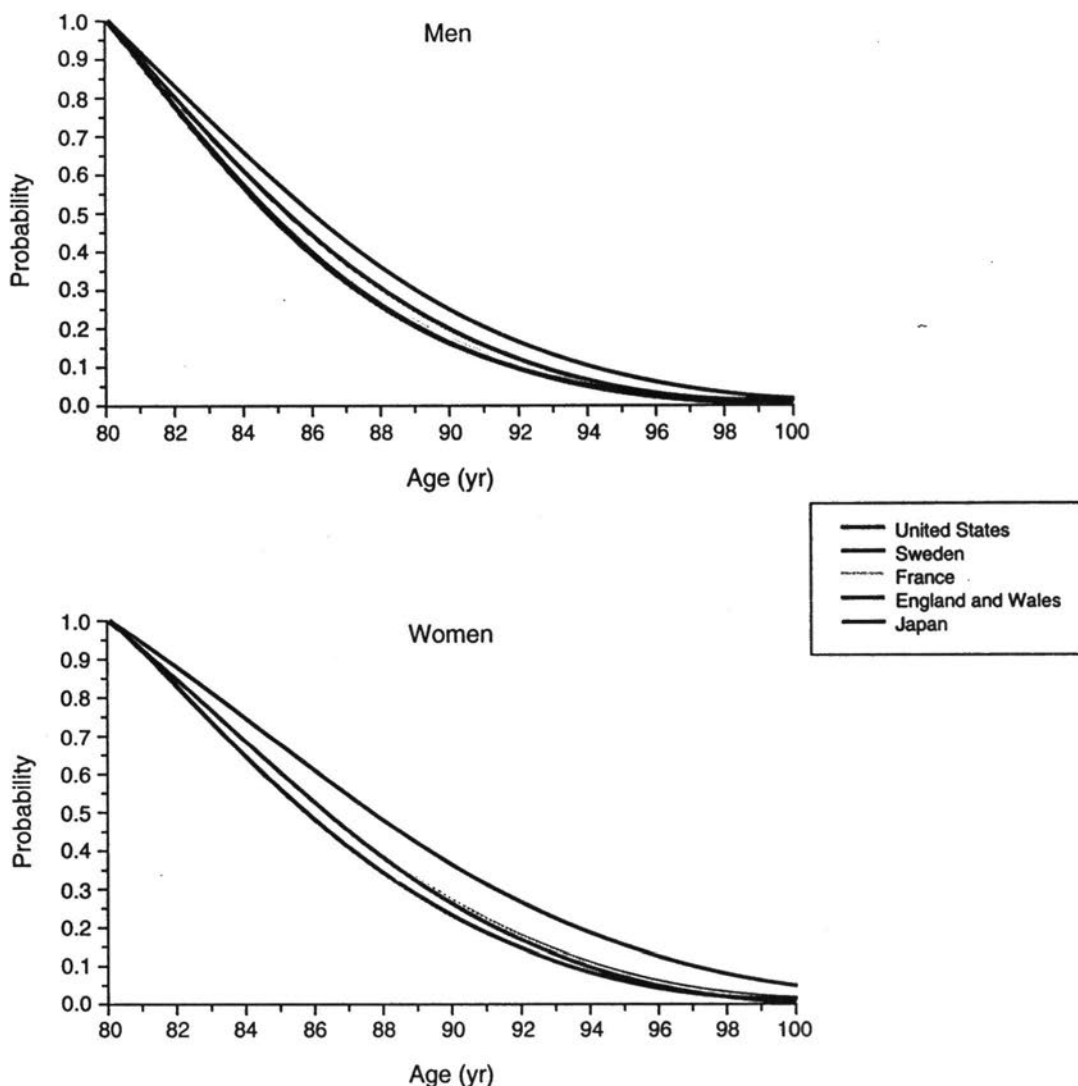 Men
1.0
0.9
0.8
0.7
0.6
0.5
0.4
0.3
0.2
0.1
0.0
Probability
80 82 84 86 88 90 92 94 96 98 100
Age (yr)
United States
Sweden
France
England and Wales
Japan
Women
1.0
0.9
0.8
0.7
0.6
0.5
0.4
0.3
0.2
0.1
0.0
Probability
80 82 84 86 88 90 92 94 96 98 100
Age (yr)